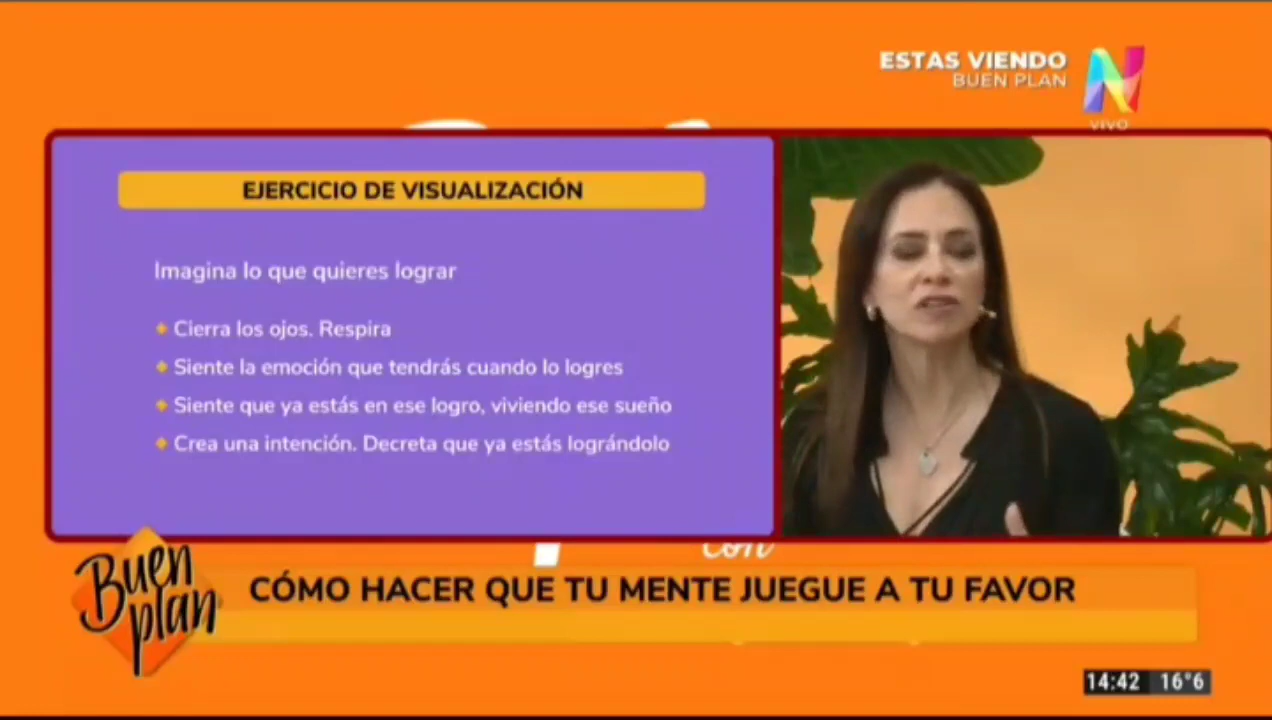 ESTAS VIENDO
BUEN PLAN
VIVO
EJERCICIO DE VISUALIZACIÓN
Imagina lo que quieres lograr
Cierra los ojos. Respira
Siente la emoción que tendrás cuando lo logres
Siente que ya estás en ese logro, viviendo ese sueño
Crea una intención. Decreta que ya estás lográndolo
con
Buen
plan
CÓMO HACER QUE TU MENTE JUEGUE A TU FAVOR
14:42 16°6